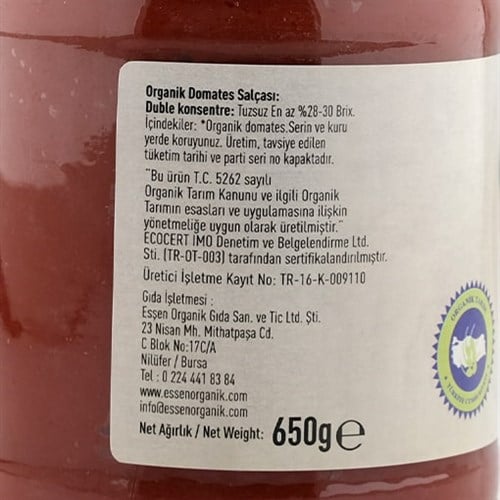 Organik Domates Salçası:
Duble konsentre: Tuzsuz En az %28-30 Brix.
İçindekiler: *Organik domates.Serin ve kuru
yerde koruyunuz. Üretim, tavsiye edilen
tüketim tarihi ve parti seri no kapaktadır.
¨Bu ürün T.C. 5262 sayılı
Organik Tarım Kanunu ve ilgili Organik
Tarımın esasları ve uygulamasına ilişkin
yönetmeliğe uygun olarak üretilmiştir.¨
ECOCERT İMO Denetim ve Belgelendirme Ltd.
Sti. (TR-OT-003) tarafından sertifikalandırılmıştır.
Üretici İşletme Kayıt No: TR-16-K-009110
Gıda İşletmesi :
Essen Organik Gıda San. ve Tic Ltd. Şti.
23 Nisan Mh. Mithatpaşa Cd.
C Blok No:17C/A
Nilüfer / Bursa
Tel : 0 224 441 83 84
www.essenorganik.com
info@essenorganik.com
Net Ağırlık / Net Weight: 650g℮
ORGANİK TARIM